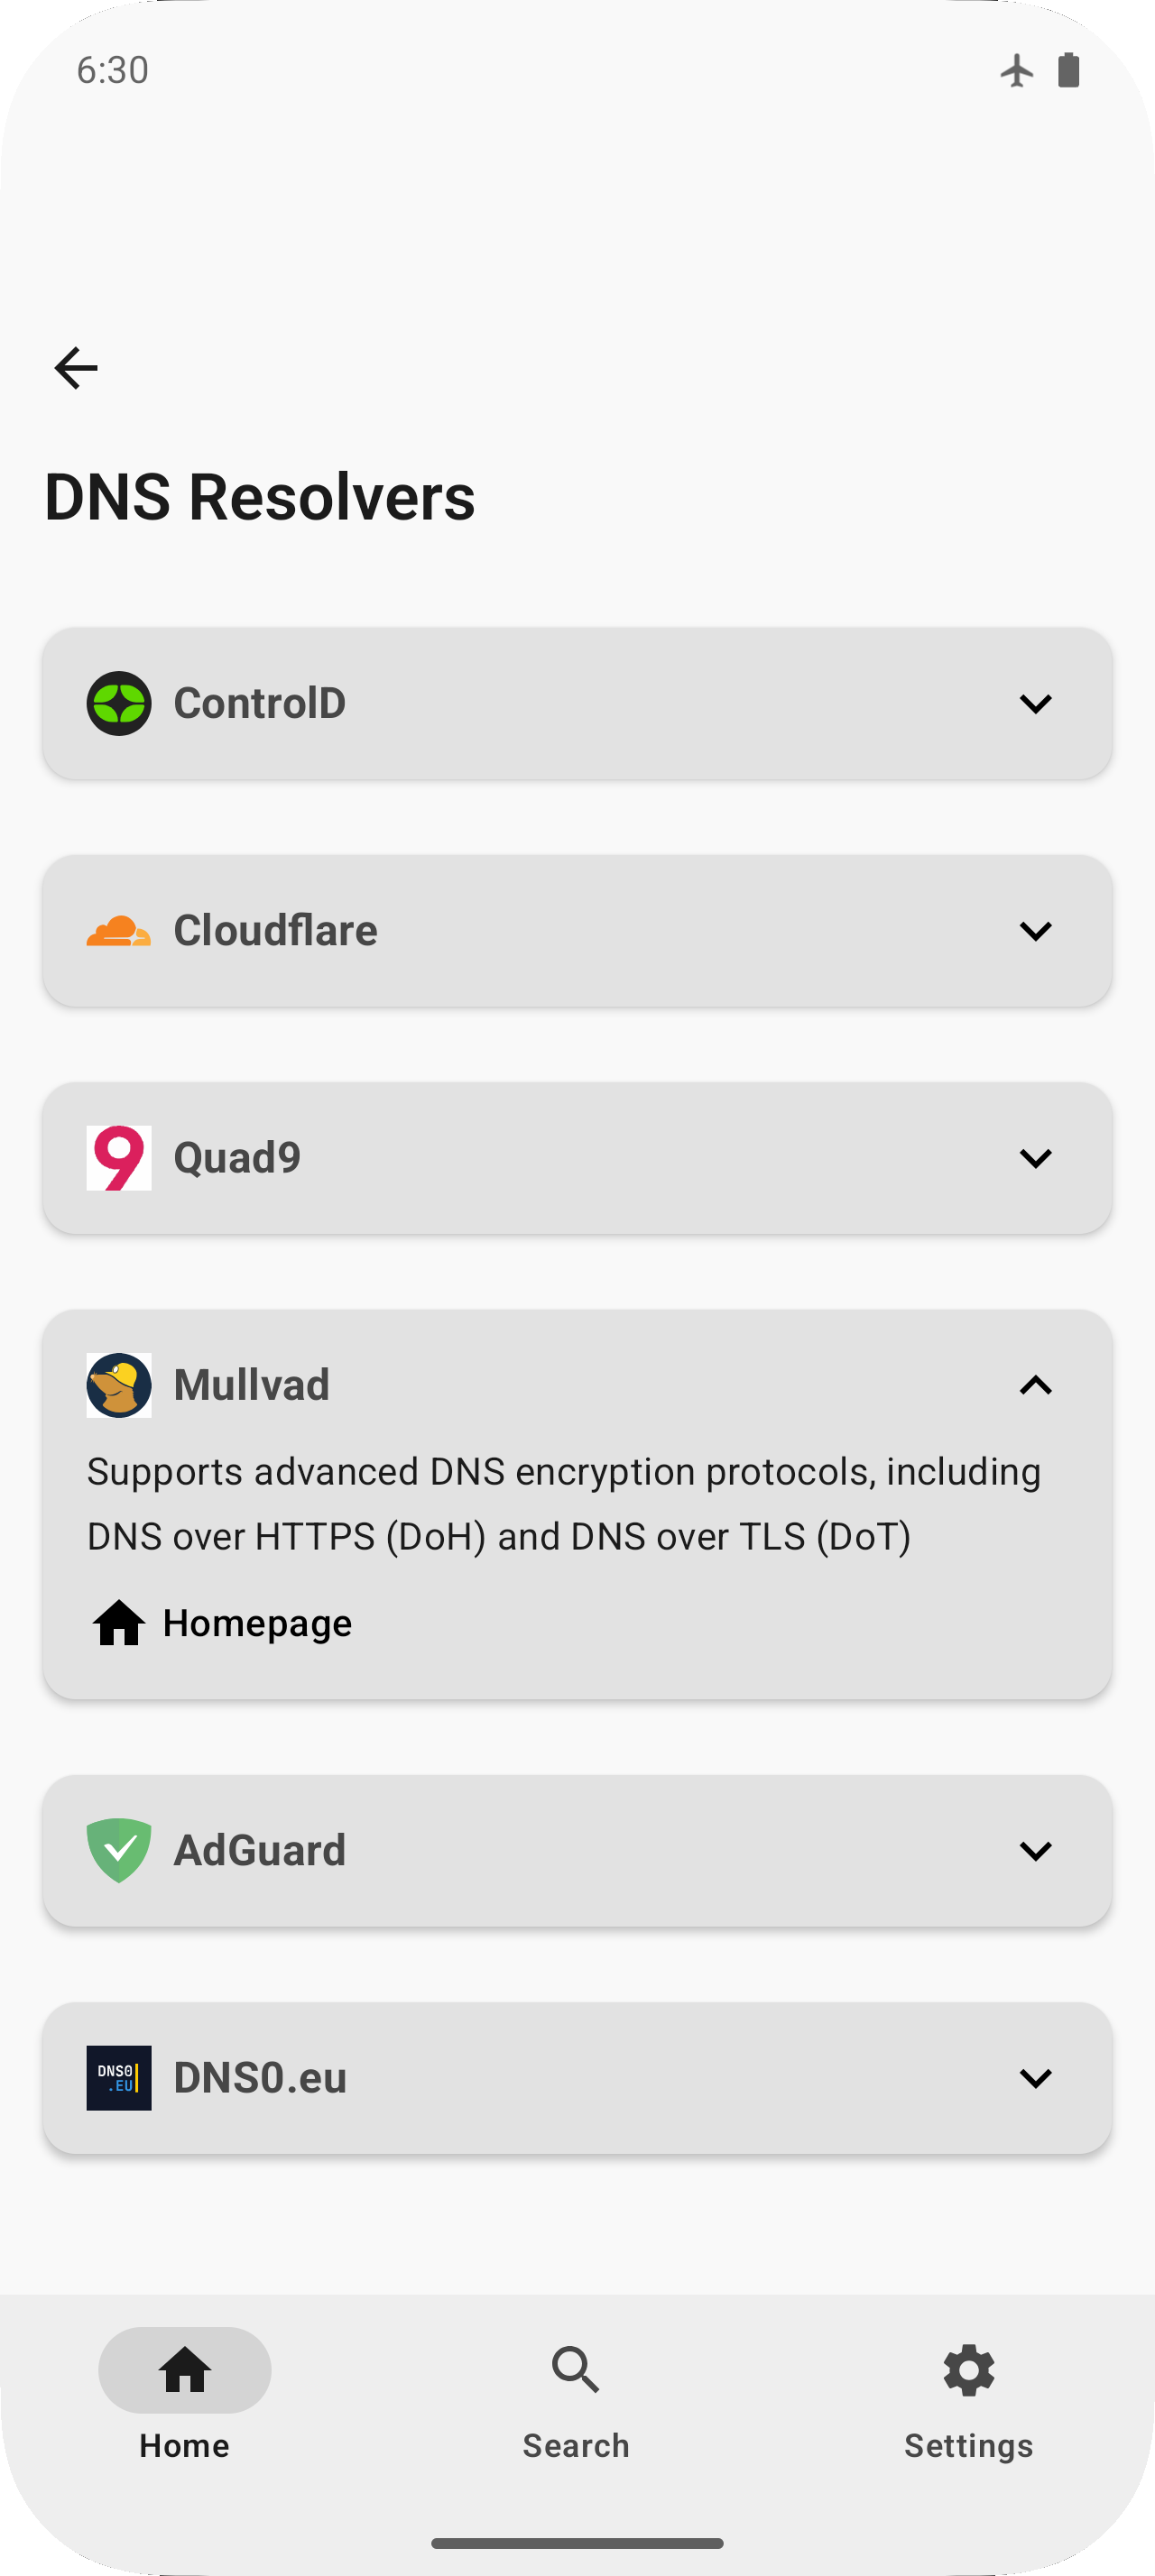 6:30
DNS Resolvers
ControlD
Cloudflare
9
Quad9
Mullvad
Supports advanced DNS encryption protocols, including
DNS over HTTPS (DoH) and DNS over TLS (DoT)
Homepage
AdGuard
DNS0
.EU
DNS0.eu
Home
Search
Settings